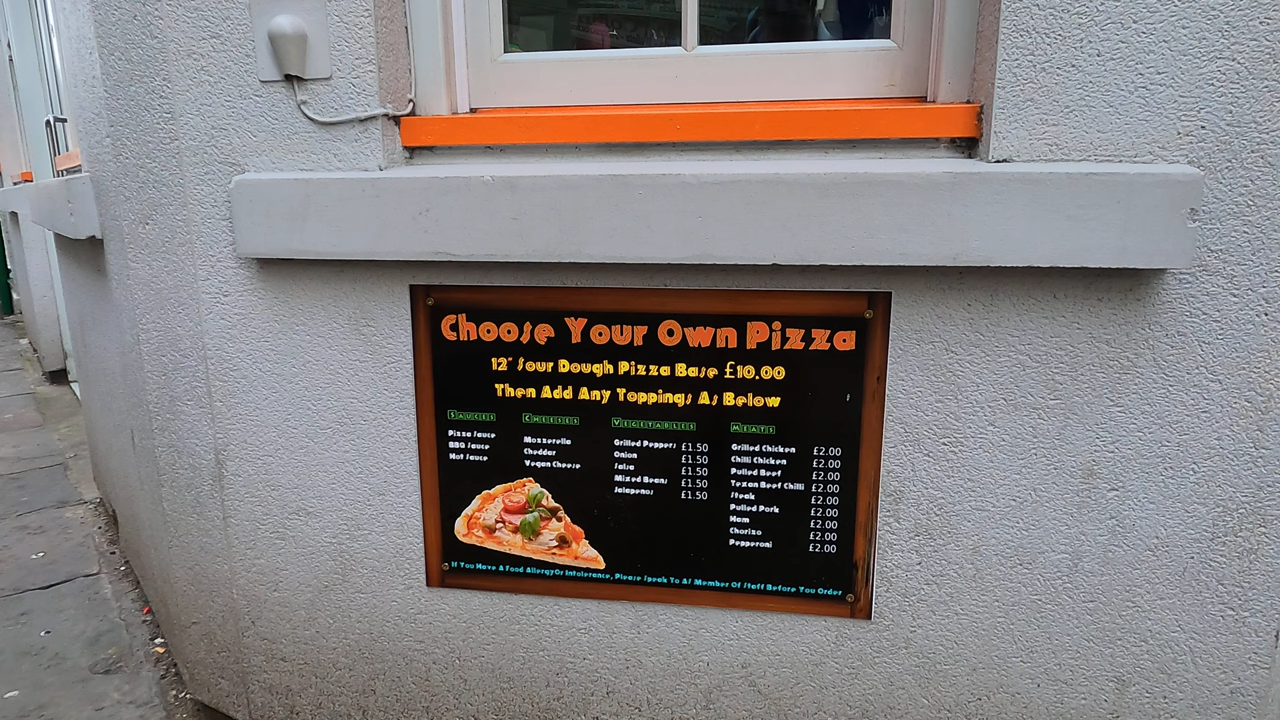 Choose Your Own Pizza
12" Sour Dough Pizza Base £10.00
Then Add Any Toppings As Below
Sauces
Pizza Sauce
BBQ Sauce
Hot Sauce
Cheeses
Mozzerella
Cheddar
Vegan Cheese
Vegetables
Grilled Peppers £1.50
Onion £1.50
Salsa £1.50
Mixed Beans £1.50
Jalapenos £1.50
Meats
Grilled Chicken £2.00
Chilli Chicken £2.00
Pulled Beef £2.00
Texan Beef Chilli £2.00
Steak £2.00
Pulled Pork £2.00
Ham £2.00
Chorizo £2.00
Pepperoni £2.00
If You Have A Food AllergyOr Intolerance, Please Speak To As Member Of Staff Before You Order